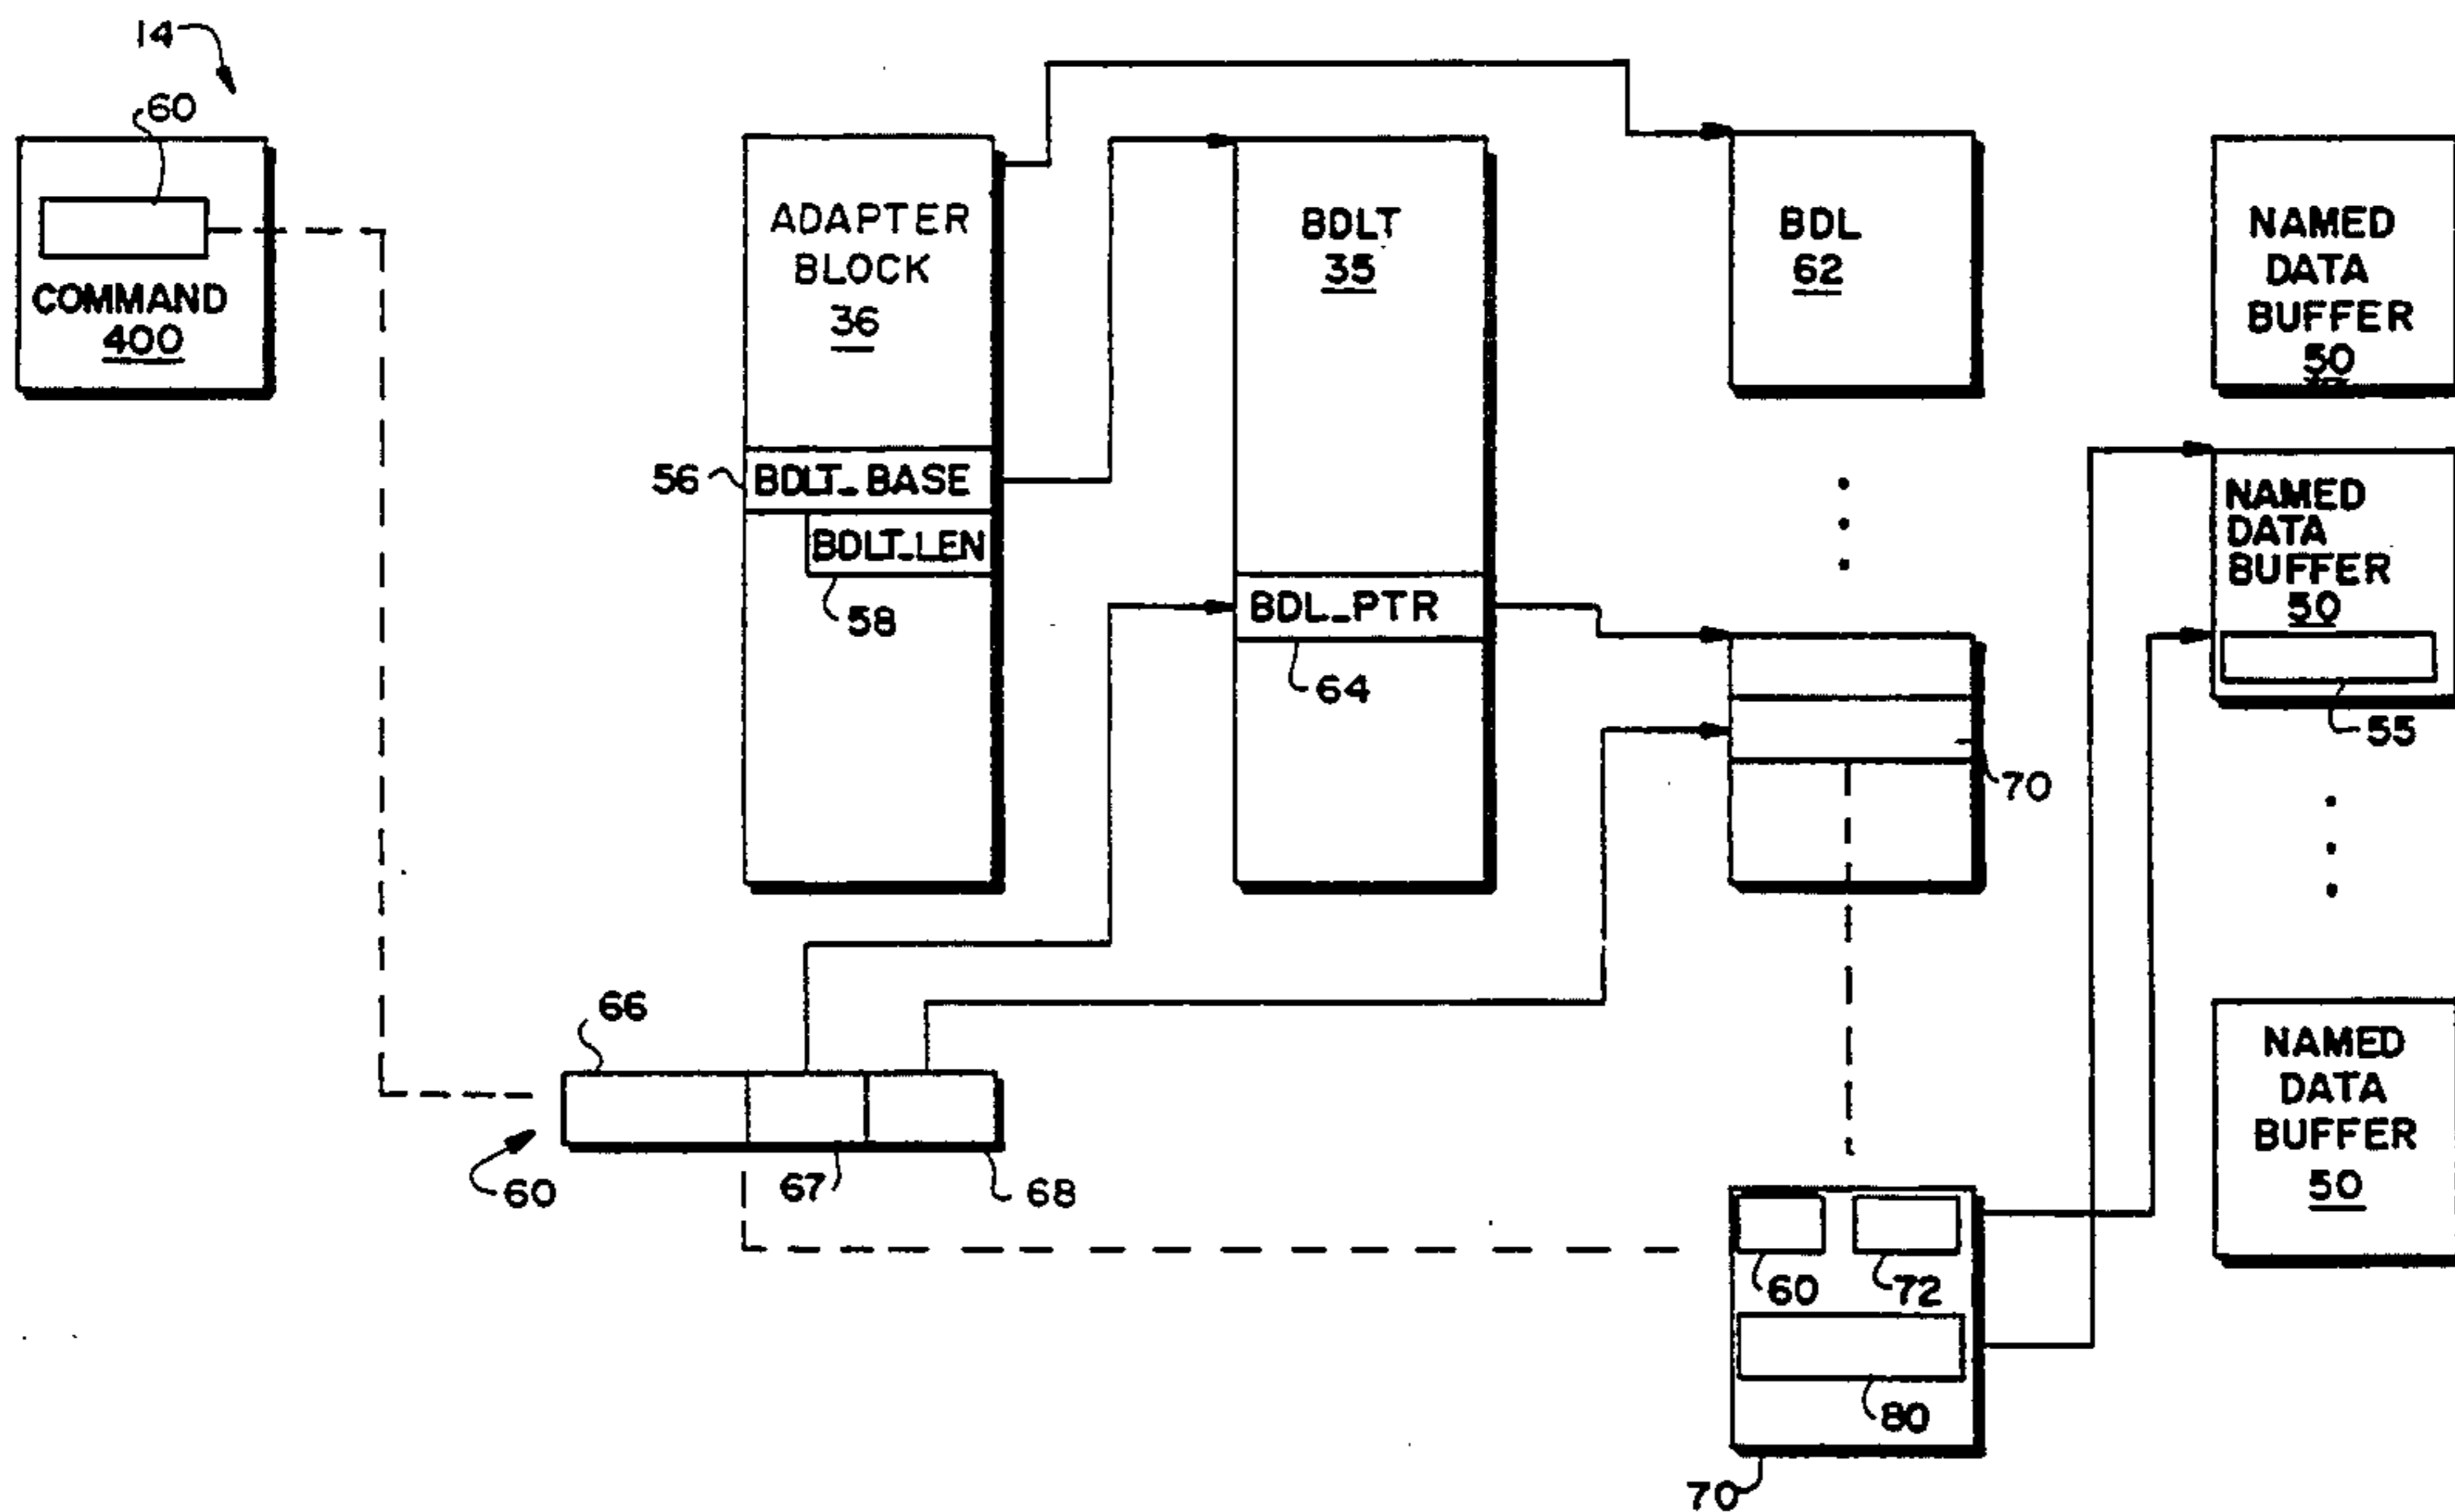 14
60
COMMAND
400
ADAPTER
BLOCK
36
56
BDLT_BASE
BDLT_LEN
58
BDLT
35
BDL_PTR
64
BDL
62
70
NAMED
DATA
BUFFER
50
NAMED
DATA
BUFFER
50
55
NAMED
DATA
BUFFER
50
66
60
67
68
60
72
80
70